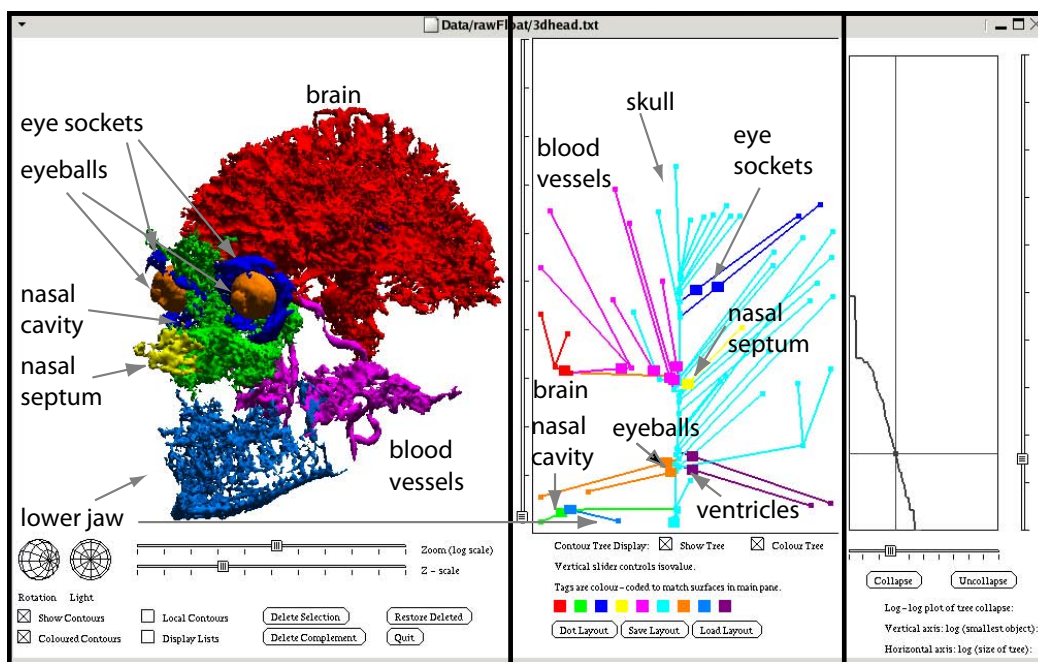 Data/rawFloat/3dhead.txt
brain
eye sockets
eyeballs
nasal
cavity
nasal
septum
lower jaw
blood
vessels
Zoom (log scale)
Z - scale
Rotation
Light
Show Contours
Local Contours
Delete Selection
Restore Deleted
Coloured Contours
Display Lists
Delete Complement
Quit
skull
blood
vessels
eye
sockets
nasal
septum
brain
nasal
cavity
eyeballs
ventricles
Contour Tree Display:
Show Tree
Colour Tree
Vertical slider controls isovalue.
Tags are colour-coded to match surfaces in main pane.
Dot Layout
Save Layout
Load Layout
Collapse
Uncollapse
Log-log plot of tree collapse:
Vertical axis: log (smallest object):
Horizontal axis: log (size of tree):